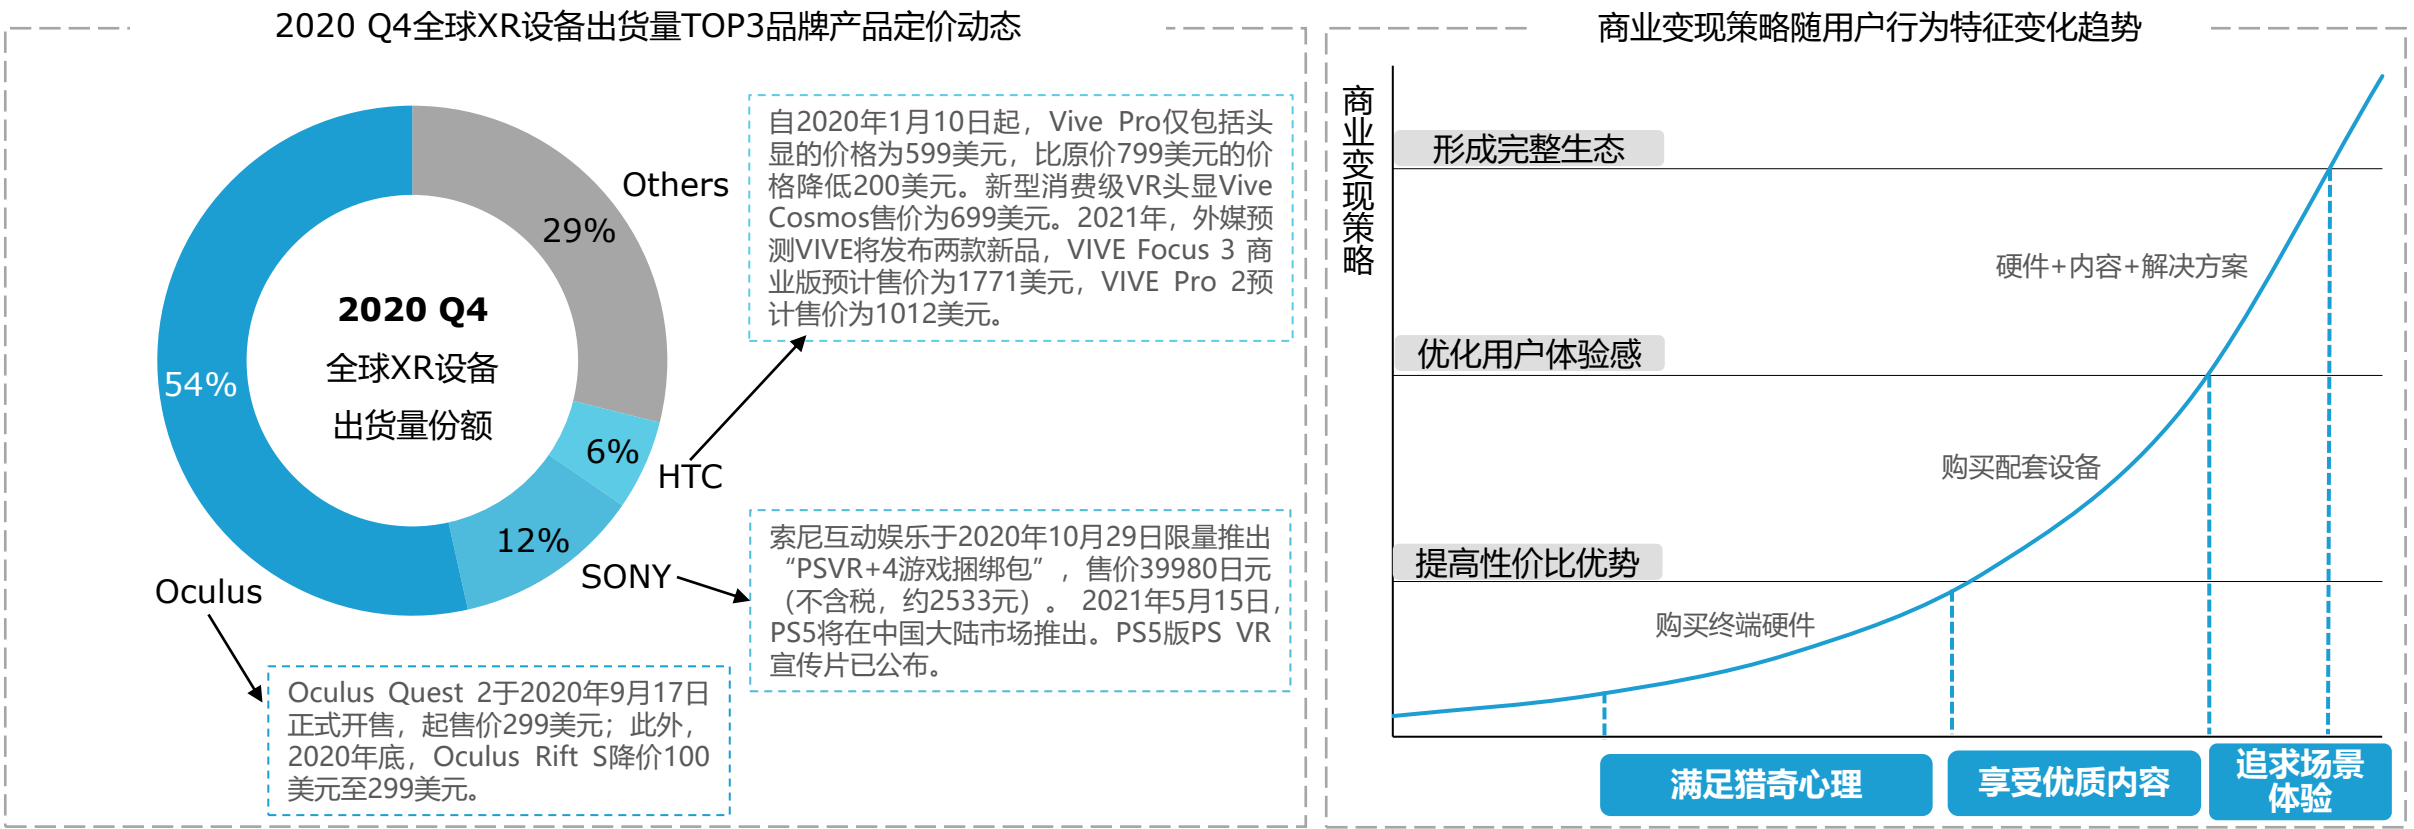 2020 Q4全球XR设备出货量TOP3品牌产品定价动态
Others
29%
54%
6%
12%
2020 Q4
全球XR设备
出货量份额
HTC
SONY
Oculus
自2020年1月10日起，Vive Pro仅包括头
显的价格为599美元，比原价799美元的价
格降低200美元。新型消费级VR头显Vive
Cosmos售价为699美元。2021年，外媒预
测VIVE将发布两款新品，VIVE Focus 3 商
业版预计售价为1771美元，VIVE Pro 2预
计售价为1012美元。
索尼互动娱乐于2020年10月29日限量推出
“PSVR+4游戏捆绑包”，售价39980日元
（不含税，约2533元）。 2021年5月15日，
PS5将在中国大陆市场推出。PS5版PS VR
宣传片已公布。
Oculus Quest 2于2020年9月17日
正式开售，起售价299美元；此外，
2020年底，Oculus Rift S降价100
美元至299美元。
商业变现策略随用户行为特征变化趋势
商业变现策略
形成完整生态
硬件+内容+解决方案
优化用户体验感
购买配套设备
提高性价比优势
购买终端硬件
满足猎奇心理
享受优质内容
追求场景
体验